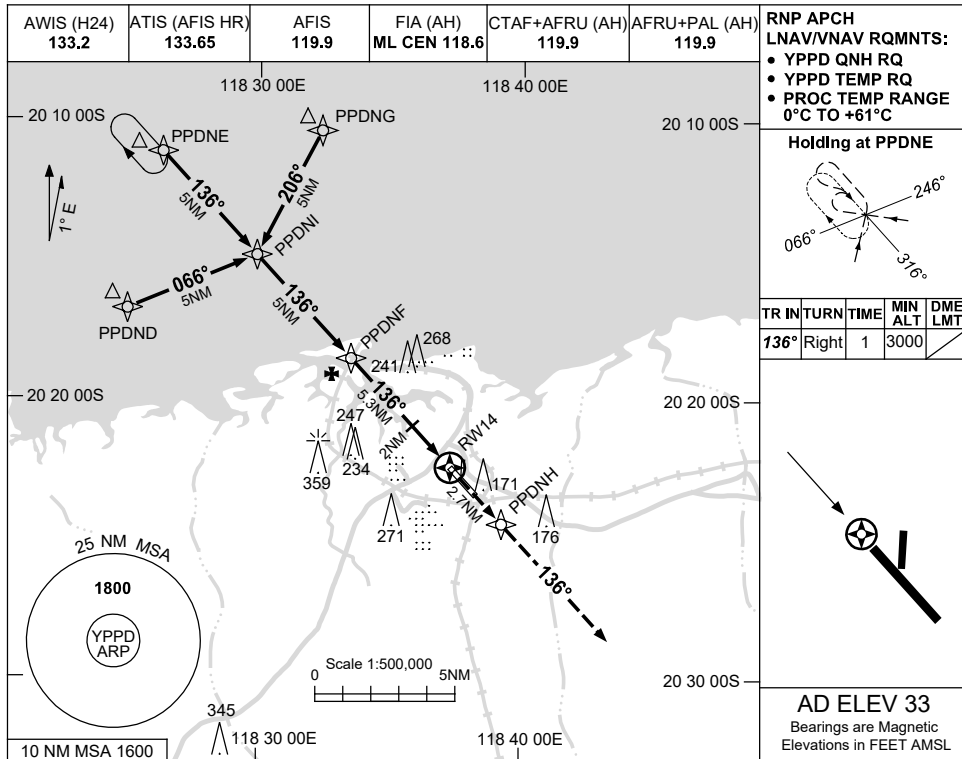 AWIS (H24)
133.2
ATIS (AFIS HR)
133.65
AFIS
119.9
FIA (AH)
ML CEN 118.6
CTAF+AFRU (AH)
119.9
AFRU+PAL (AH)
119.9
RNP APCH
LNAV/VNAV RQMNTS:
• YPPD QNH RQ
• YPPD TEMP RQ
• PROC TEMP RANGE
0°C TO +61°C
118 30 00E
118 40 00E
20 10 00S
20 10 00S
PPDNE
PPDNG
136°
5NM
206°
5NM
1° E
PPDNI
066°
5NM
PPDND
136°
5NM
PPDNF
268
241
136°
5.3NM
20 20 00S
20 20 00S
247
234
359
2NM
RW14
171
2.7NM
PPDNH
271
176
136°
25 NM MSA
1800
YPPD
ARP
Scale 1:500,000
0
5NM
20 30 00S
345
118 30 00E
118 40 00E
10 NM MSA 1600
Holding at PPDNE
246°
066°
316°
TR IN
TURN
TIME
MIN
ALT
DME
LMT
136°
Right
1
3000
AD ELEV 33
Bearings are Magnetic
Elevations in FEET AMSL